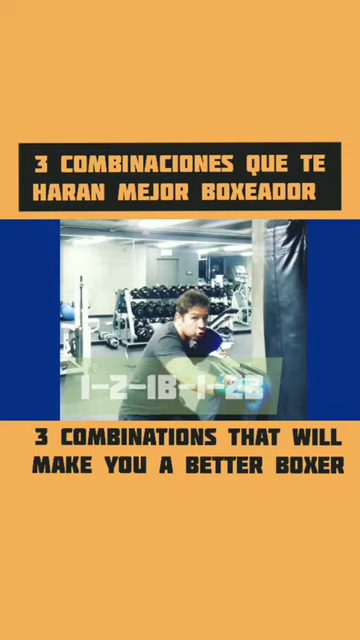 3 COMBINACIONES QUE TE
HARAN MEJOR BOXEADOR
1-2-1B-1-2B
3 COMBINATIONS THAT WILL
MAKE YOU A BETTER BOXER